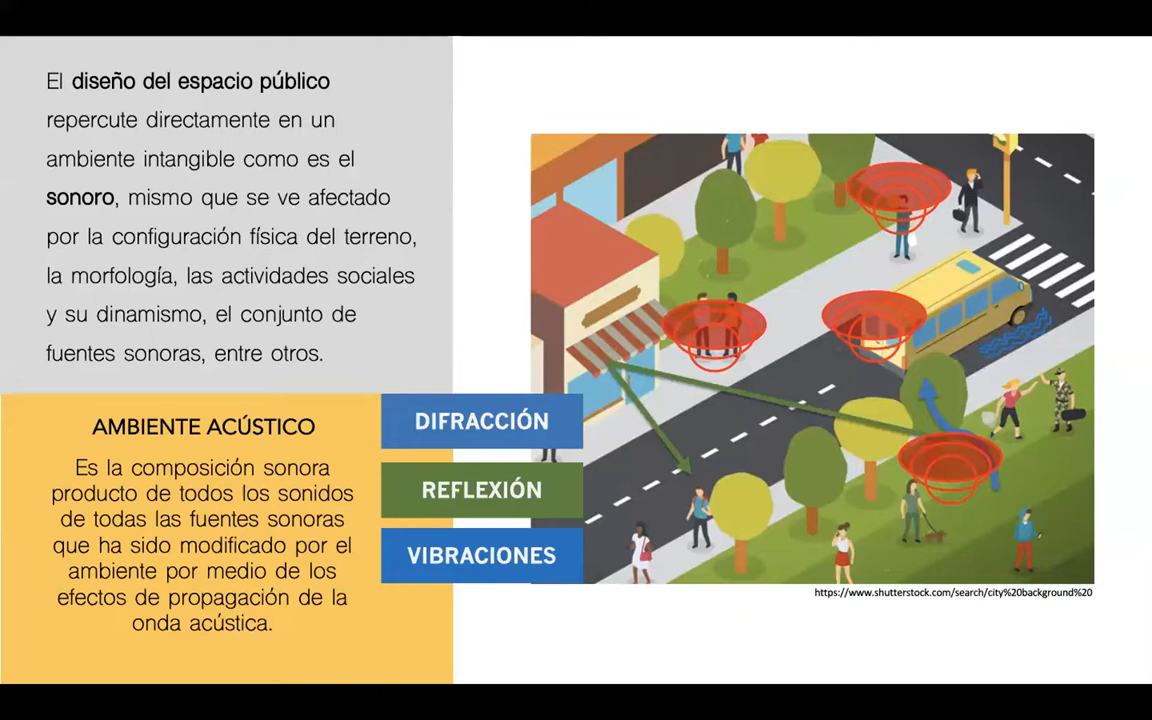 El diseño del espacio público
repercute directamente en un
ambiente intangible como es el
sonoro, mismo que se ve afectado
por la configuración física del terreno,
la morfología, las actividades sociales
y su dinamismo, el conjunto de
fuentes sonoras, entre otros.
AMBIENTE ACÚSTICO
Es la composición sonora
producto de todos los sonidos
de todas las fuentes sonoras
que ha sido modificado por el
ambiente por medio de los
efectos de propagación de la
onda acústica.
DIFRACCIÓN
REFLEXIÓN
VIBRACIONES
https://www.shutterstock.com/search/city%20background%20